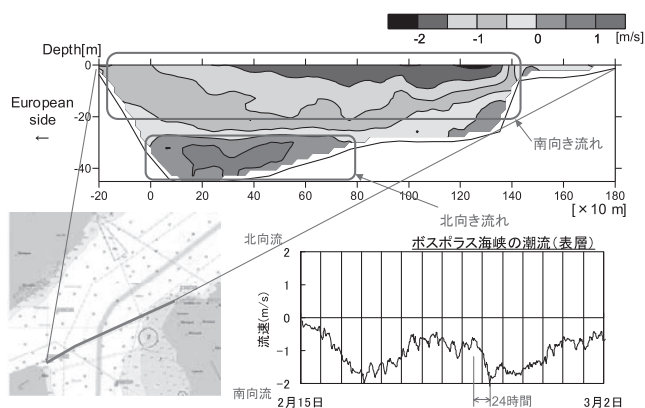 -2 -1 0 1 [m/s]
Depth[m]
0
European
side
←
-20
-40
南向き流れ
-20 0 20 40 60 80 100 120 140 160 180
[×10 m]
北向き流れ
北向流
ボスポラス海峡の潮流（表層）
2
1
0
-1
-2
流速(m/s)
南向流
24時間
2月15日
3月2日